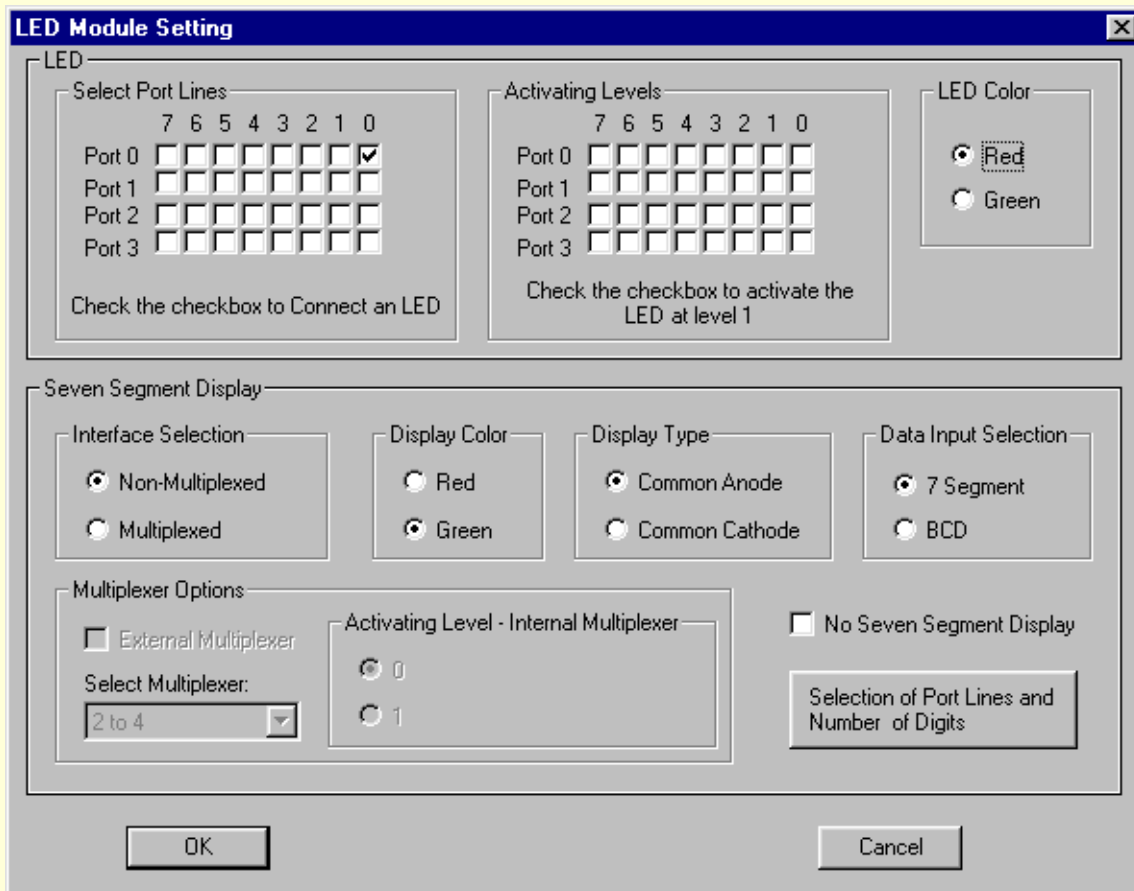 LED Module Setting
LED
Select Port Lines
7 6 5 4 3 2 1 0
Port 0
Port 1
Port 2
Port 3
Check the checkbox to Connect an LED
Activating Levels
7 6 5 4 3 2 1 0
Port 0
Port 1
Port 2
Port 3
Check the checkbox to activate the
LED at level 1
LED Color
Red
Green
Seven Segment Display
Interface Selection
Non-Multiplexed
Multiplexed
Display Color
Red
Green
Display Type
Common Anode
Common Cathode
Data Input Selection
7 Segment
BCD
Multiplexer Options
External Multiplexer
Select Multiplexer:
2 to 4
Activating Level - Internal Multiplexer
0
1
No Seven Segment Display
Selection of Port Lines and
Number of Digits
OK
Cancel